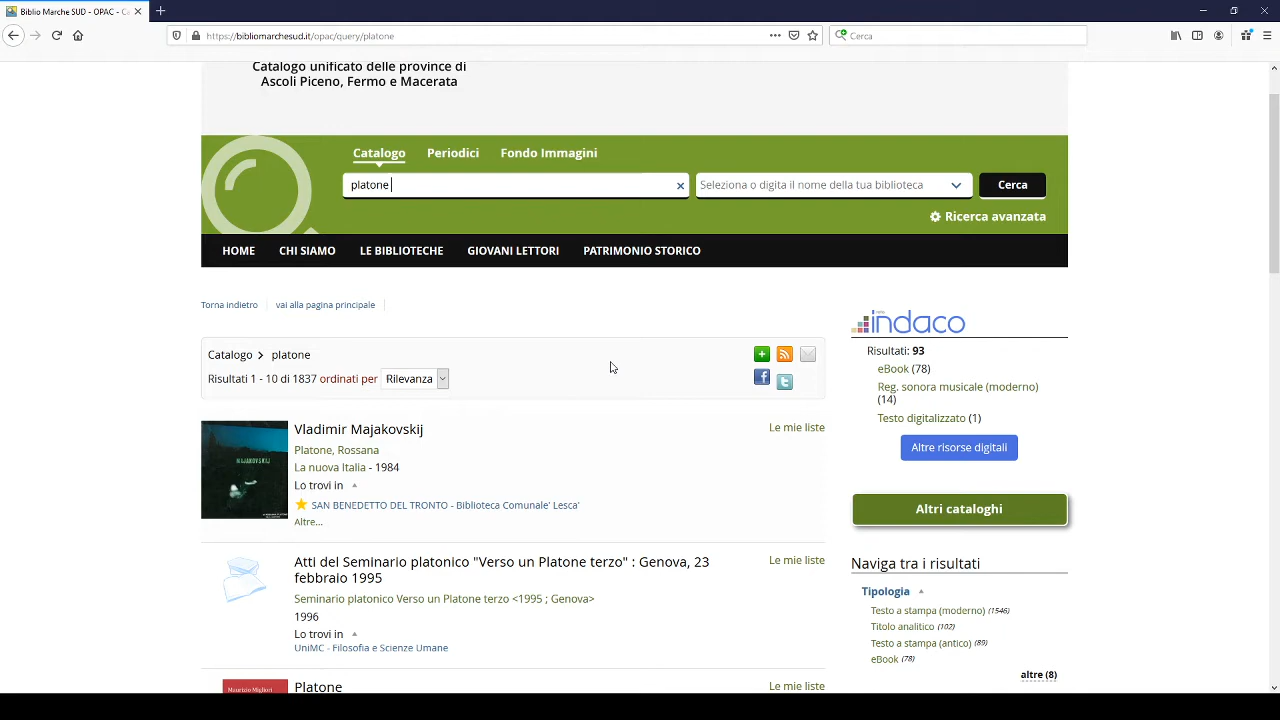 Biblio Marche SUD - OPAC - Ca
https://bibliomarchesud.it/opac/query/platone
Cerca
Catalogo unificato delle province di
Ascoli Piceno, Fermo e Macerata
Catalogo Periodici Fondo Immagini
platone
Seleziona o digita il nome della tua biblioteca
Cerca
Ricerca avanzata
HOME CHI SIAMO LE BIBLIOTECHE GIOVANI LETTORI PATRIMONIO STORICO
Torna indietro vai alla pagina principale
Catalogo > platone
Risultati 1 - 10 di 1837 ordinati per Rilevanza
Vladimir Majakovskij
Le mie liste
Platone, Rossana
La nuova Italia - 1984
Lo trovi in
SAN BENEDETTO DEL TRONTO - Biblioteca Comunale' Lesca'
Altre...
MAJAKOVSKIJ
Atti del Seminario platonico "Verso un Platone terzo" : Genova, 23
febbraio 1995
Le mie liste
Seminario platonico Verso un Platone terzo <1995 ; Genova>
1996
Lo trovi in
UniMC - Filosofia e Scienze Umane
Maurizio Migliori
Platone
Le mie liste
indaco
Risultati: 93
eBook (78)
Reg. sonora musicale (moderno)
(14)
Testo digitalizzato (1)
Altre risorse digitali
Altri cataloghi
Naviga tra i risultati
Tipologia
Testo a stampa (moderno) (1546)
Titolo analitico (102)
Testo a stampa (antico) (89)
eBook (78)
altre (8)